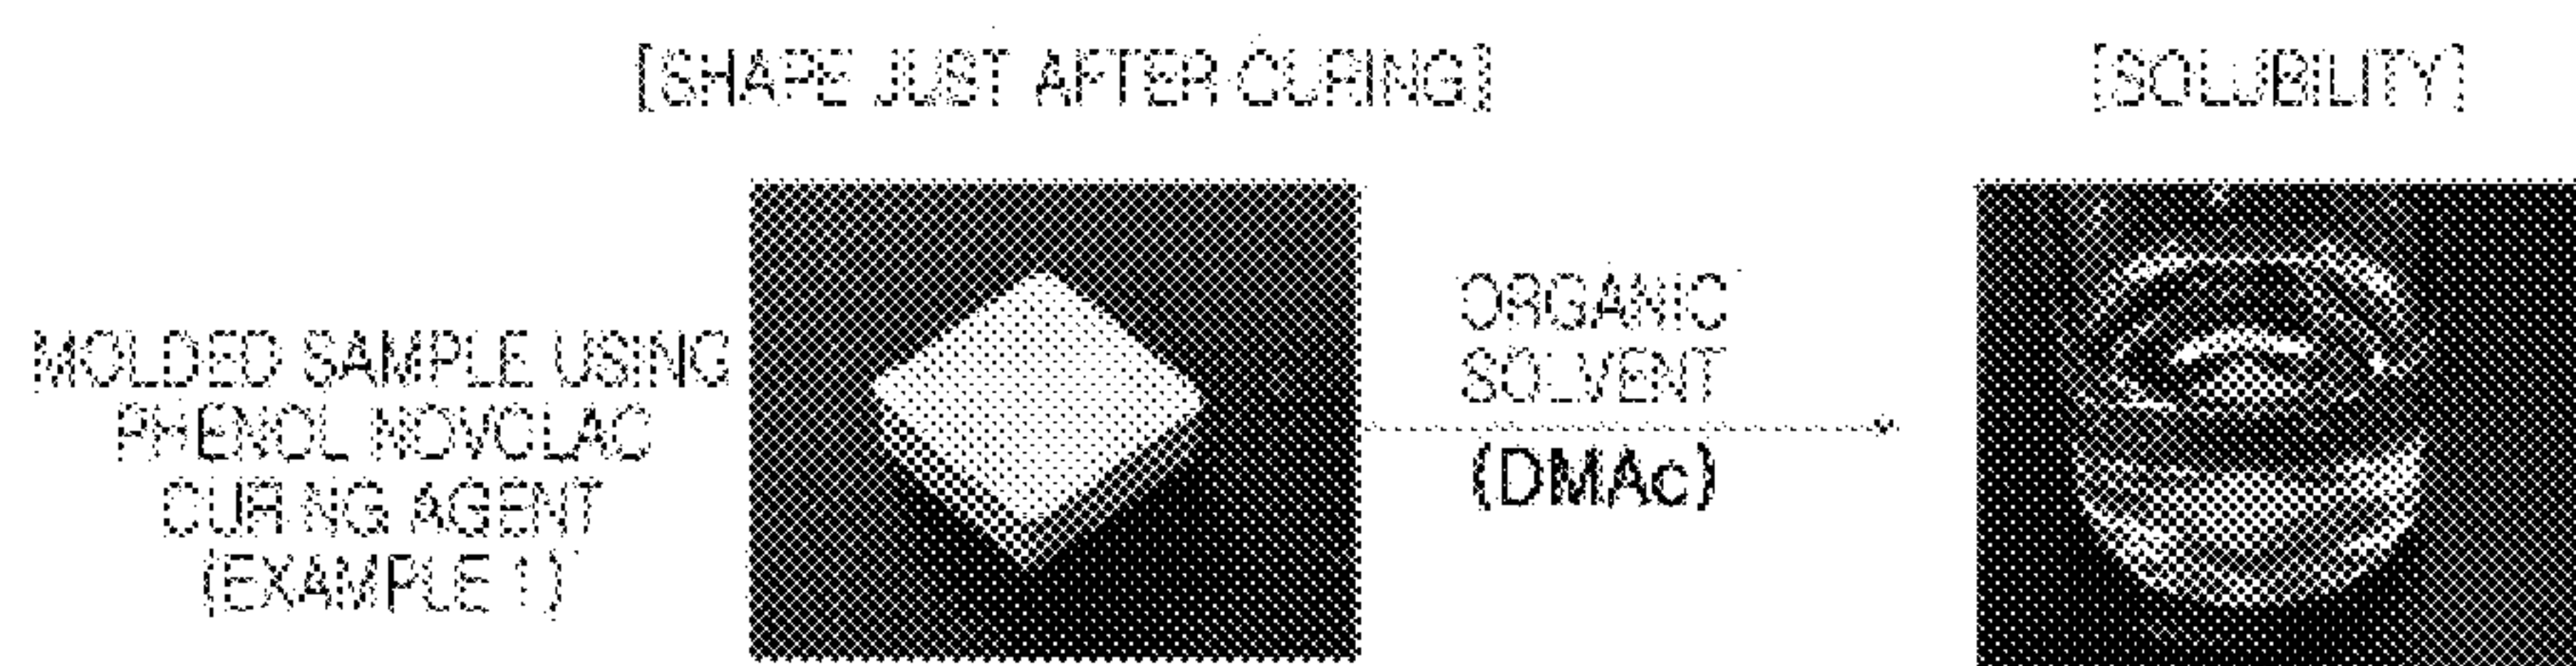 [SHAPE JUST AFTER CURING]
[SOLUBILITY]
MOLDED SAMPLE USING
PHENOL NOVOLAC
CURING AGENT
(EXAMPLE 1)
ORGANIC
SOLVENT
(DMAc)